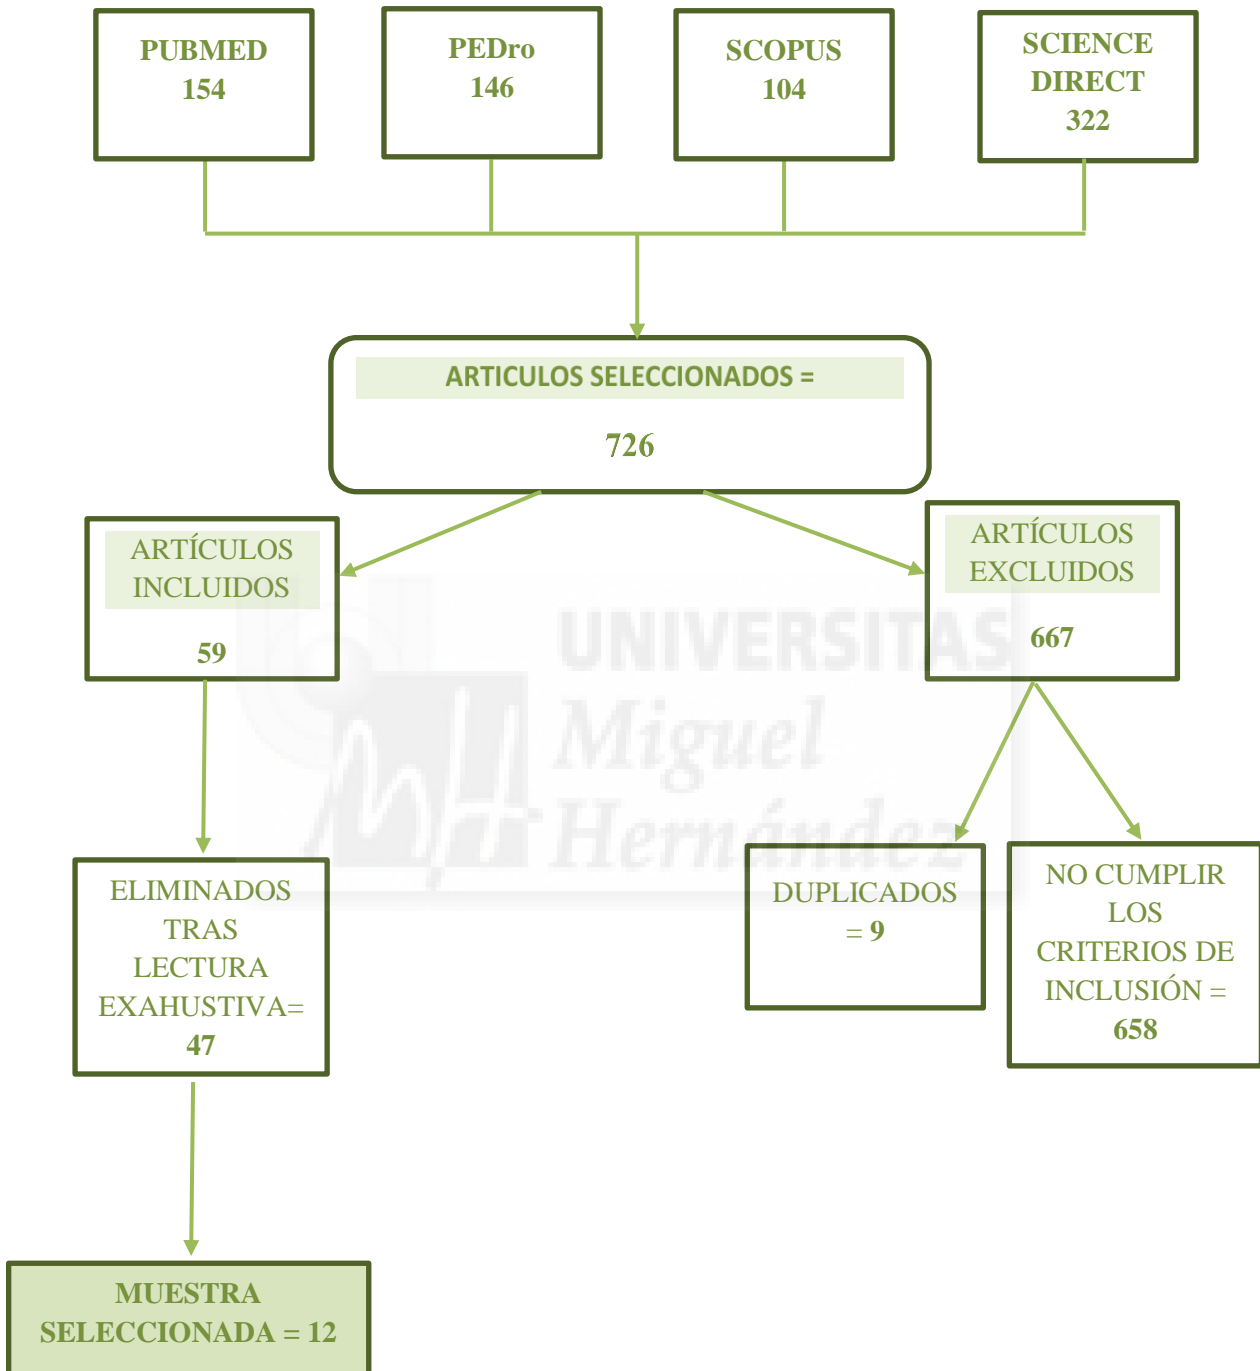 PUBMED
154
PEDro
146
SCOPUS
104
SCIENCE
DIRECT
322
ARTICULOS SELECCIONADOS =
726
ARTÍCULOS
INCLUIDOS
59
ARTÍCULOS
EXCLUIDOS
667
UNIVERSITAS
Miguel
Hernández
ELIMINADOS
TRAS
LECTURA
EXAHUSTIVA=
47
DUPLICADOS
= 9
NO CUMPLIR
LOS
CRITERIOS DE
INCLUSIÓN =
658
MUESTRA
SELECCIONADA = 12